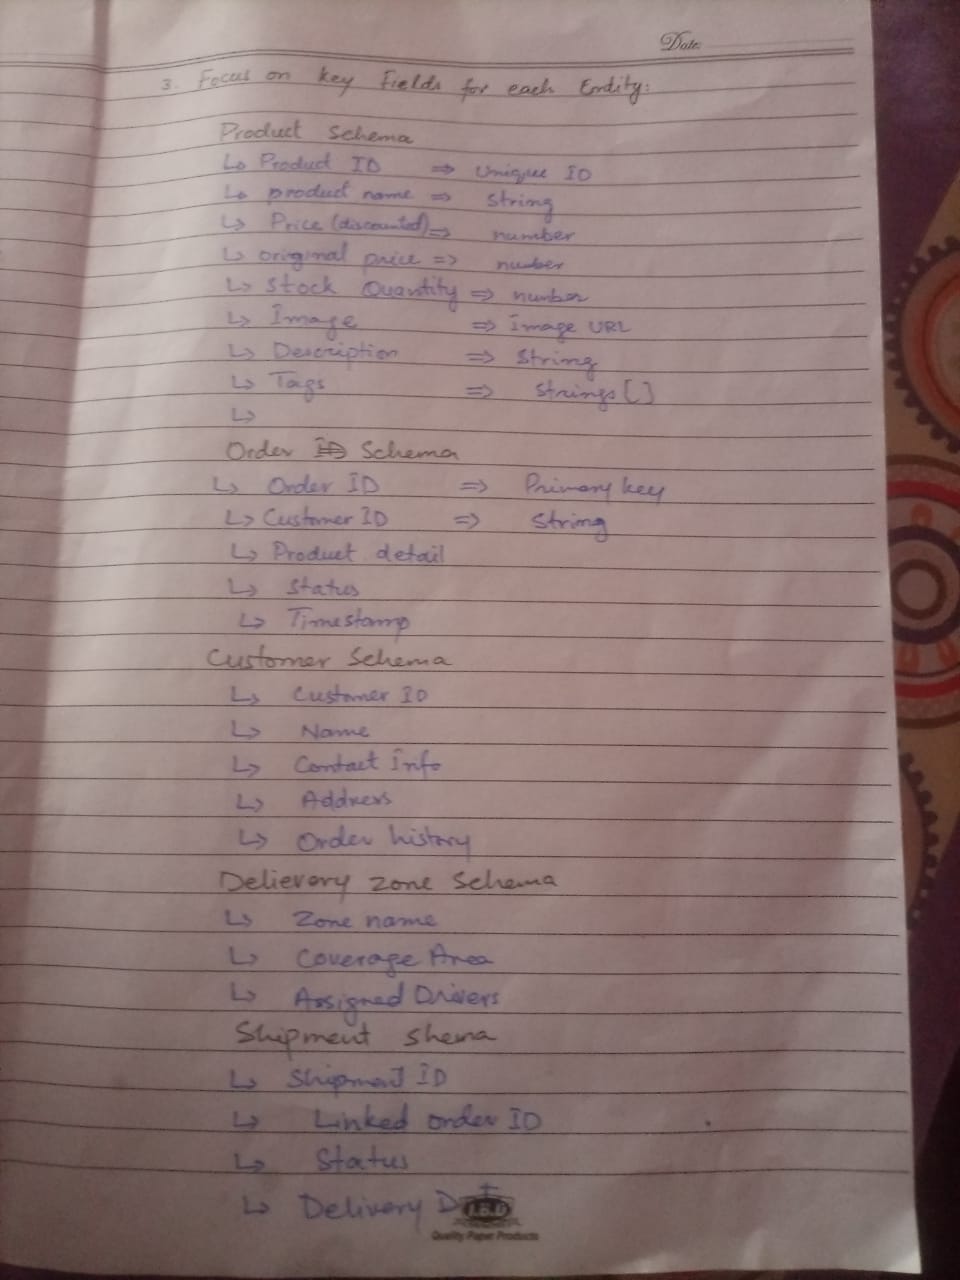 Date:
3. Focus on key Fields for each Entity:
Product Schema
↳ Product ID ⇒ Unique ID
↳ product name ⇒ string
↳ Price (discounted) ⇒ number
↳ original price ⇒ number
↳ Stock Quantity ⇒ number
↳ Image ⇒ Image URL
↳ Description ⇒ String
↳ Tags ⇒ Strings[]
↳
Order Schema
↳ Order ID ⇒ Primary key
↳ Customer ID ⇒ String
↳ Product detail
↳ Status
↳ Timestamp
Customer Schema
↳ Customer ID
↳ Name
↳ Contact Info
↳ Address
↳ Order history
Delievery zone Schema
↳ Zone name
↳ Coverage Area
↳ Assigned Drivers
Shipment Shema
↳ Shipment ID
↳ Linked order ID
↳ Status
↳ Delivery
Quality Paper Products